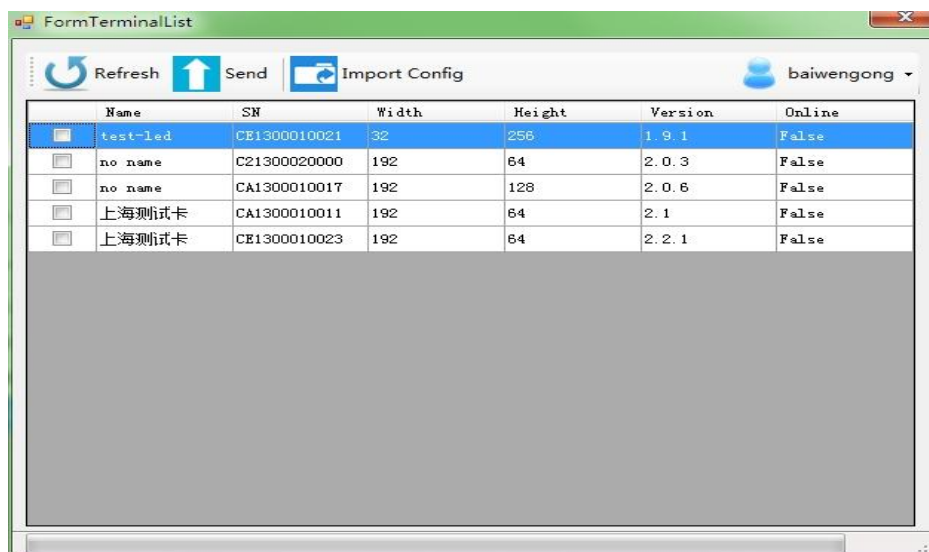 FormTerminalList
Refresh Send Import Config baiwengong
Name SN Width Height Version Online
test-led CE1300010021 32 256 1.9.1 False
no name C21300020000 192 64 2.0.3 False
no name CA1300010017 192 128 2.0.6 False
上海测试卡 CA1300010011 192 64 2.1 False
上海测试卡 CE1300010023 192 64 2.2.1 False